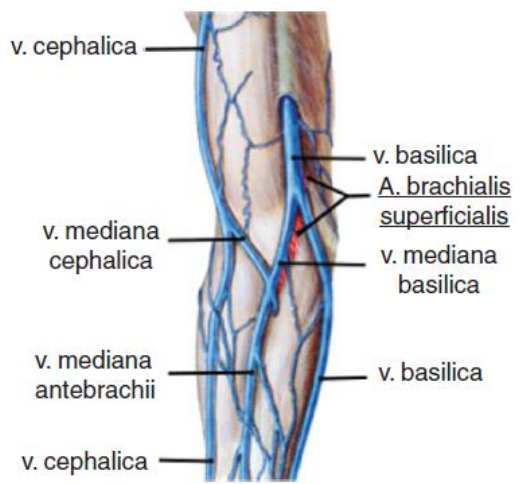 v. cephalica
v. basilica
A. brachialis
superficialis
v. mediana
cephalica
v. mediana
basilica
v. mediana
antebrachii
v. basilica
v. cephalica